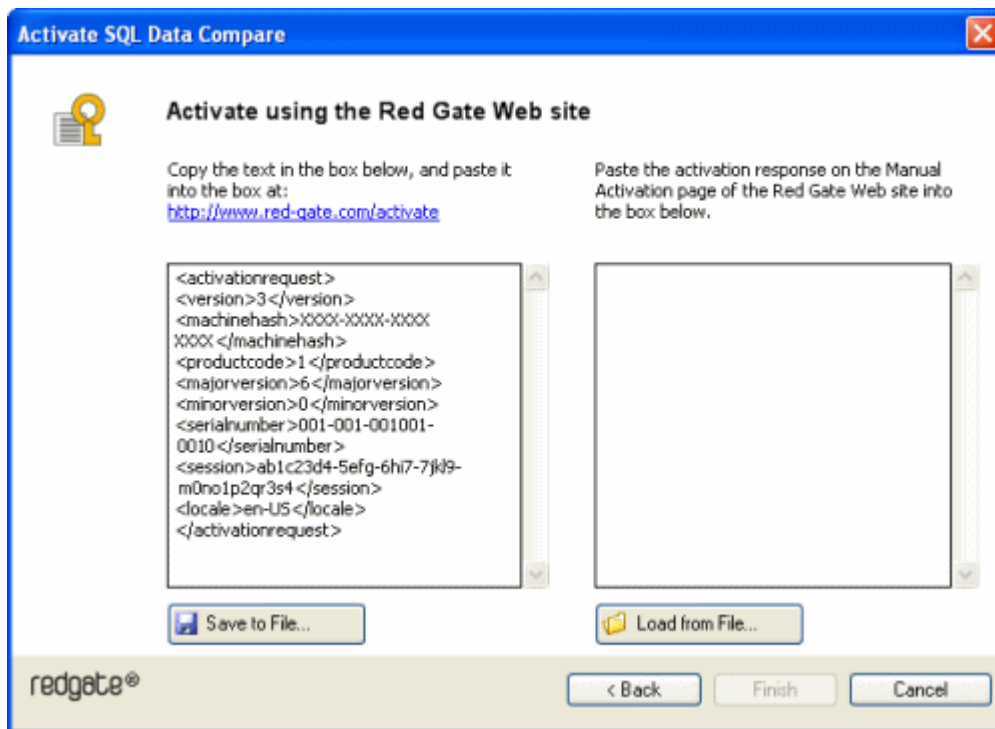 Activate SQL Data Compare
Activate using the Red Gate Web site
Copy the text in the box below, and paste it
into the box at:
http://www.red-gate.com/activate
Paste the activation response on the Manual
Activation page of the Red Gate Web site into
the box below.
<activationrequest>
<version>3</version>
<machinehash>XXXX-XXXX-XXXX
XXXX</machinehash>
<productcode>1</productcode>
<majorversion>6</majorversion>
<minorversion>0</minorversion>
<serialnumber>001-001-001001-
0010</serialnumber>
<session>ab1c23d4-5efg-6hi7-7jkl9-
m0no1p2qr3s4</session>
<locale>en-US</locale>
</activationrequest>
Save to File...
Load from File...
redgate®
< Back
Finish
Cancel